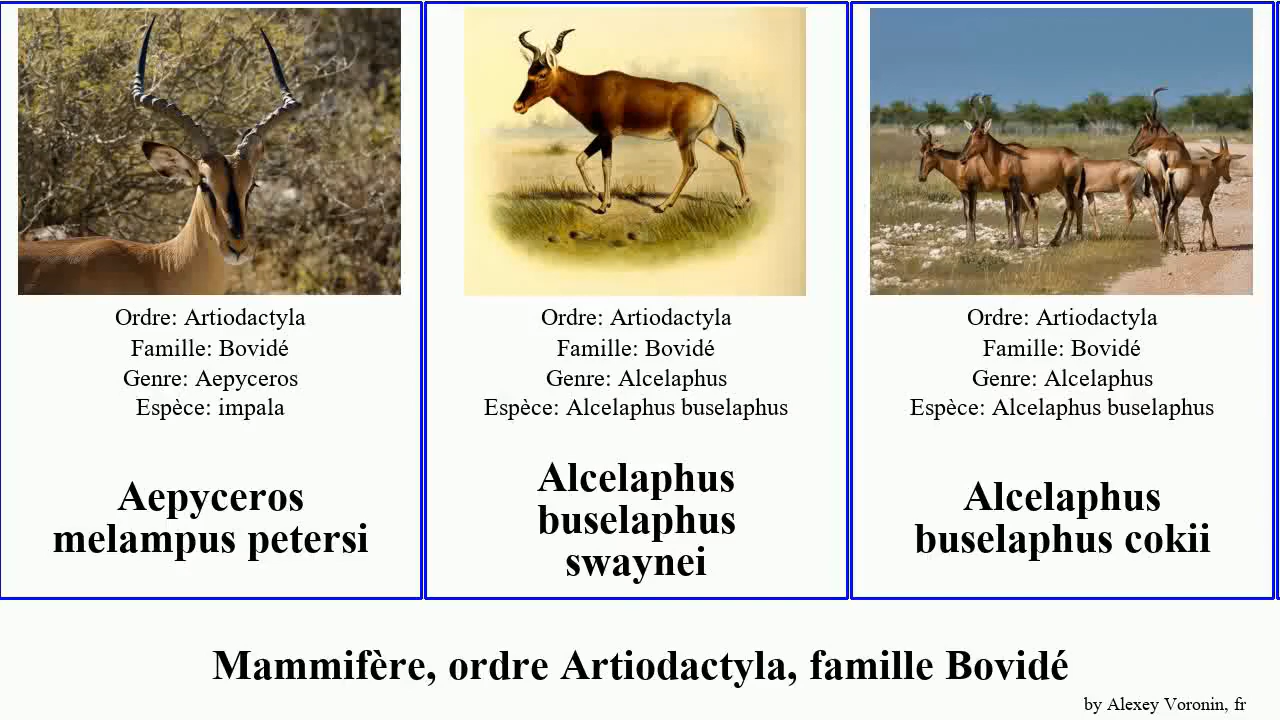 Ordre: Artiodactyla
Famille: Bovidé
Genre: Aepyceros
Espèce: impala
Aepyceros
melampus petersi
Ordre: Artiodactyla
Famille: Bovidé
Genre: Alcelaphus
Espèce: Alcelaphus buselaphus
Alcelaphus
buselaphus
swaynei
Ordre: Artiodactyla
Famille: Bovidé
Genre: Alcelaphus
Espèce: Alcelaphus buselaphus
Alcelaphus
buselaphus cokii
Mammifère, ordre Artiodactyla, famille Bovidé
by Alexey Voronin, fr